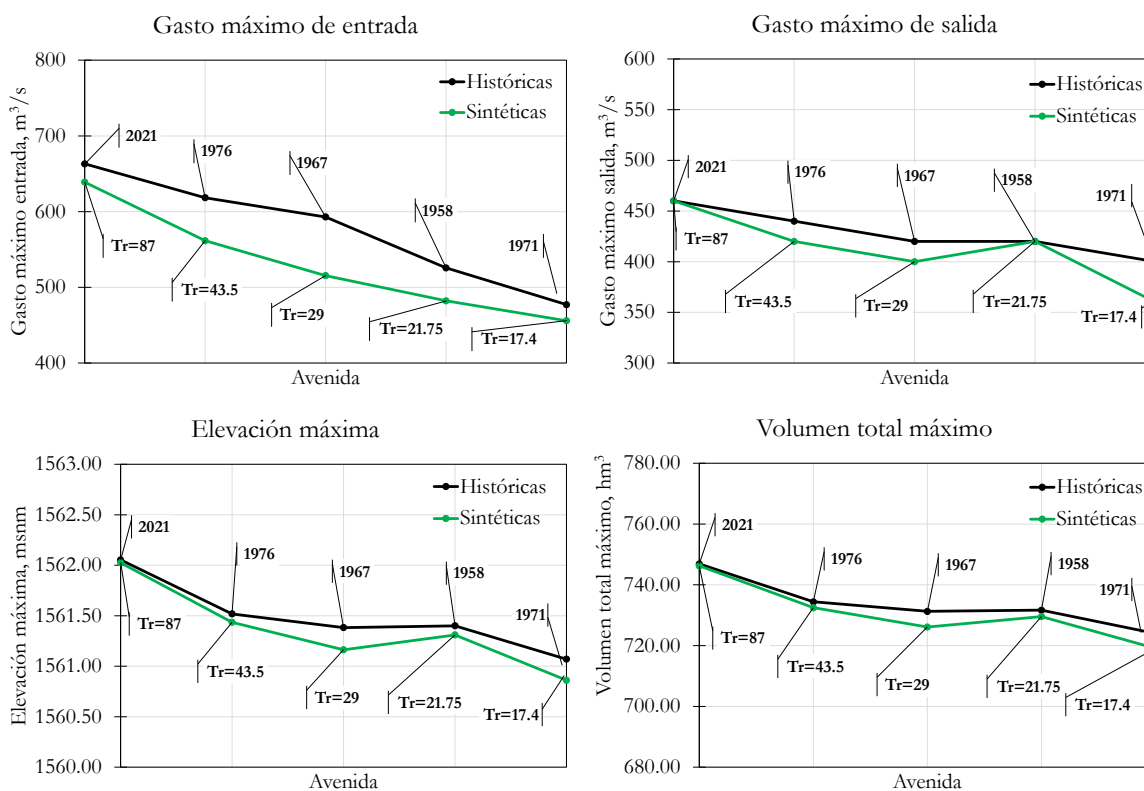 Gasto máximo de entrada
Gasto máximo entrada, m³/s
800
700
600
500
400
Históricas
Sintéticas
2021
1976
1967
1958
1971
Tr=87
Tr=43.5
Tr=29
Tr=21.75
Tr=17.4
Avenida
Gasto máximo de salida
Gasto máximo salida, m³/s
600
550
500
450
400
350
300
Históricas
Sintéticas
2021
1976
1967
1958
1971
Tr=87
Tr=43.5
Tr=29
Tr=21.75
Tr=17.4
Avenida
Elevación máxima
Elevación máxima, msnm
1563.00
1562.50
1562.00
1561.50
1561.00
1560.50
1560.00
Históricas
Sintéticas
2021
1976
1967
1958
1971
Tr=87
Tr=43.5
Tr=29
Tr=21.75
Tr=17.4
Avenida
Volumen total máximo
Volumen total máximo, hm³
780.00
760.00
740.00
720.00
700.00
680.00
Históricas
Sintéticas
2021
1976
1967
1958
1971
Tr=87
Tr=43.5
Tr=29
Tr=21.75
Tr=17.4
Avenida